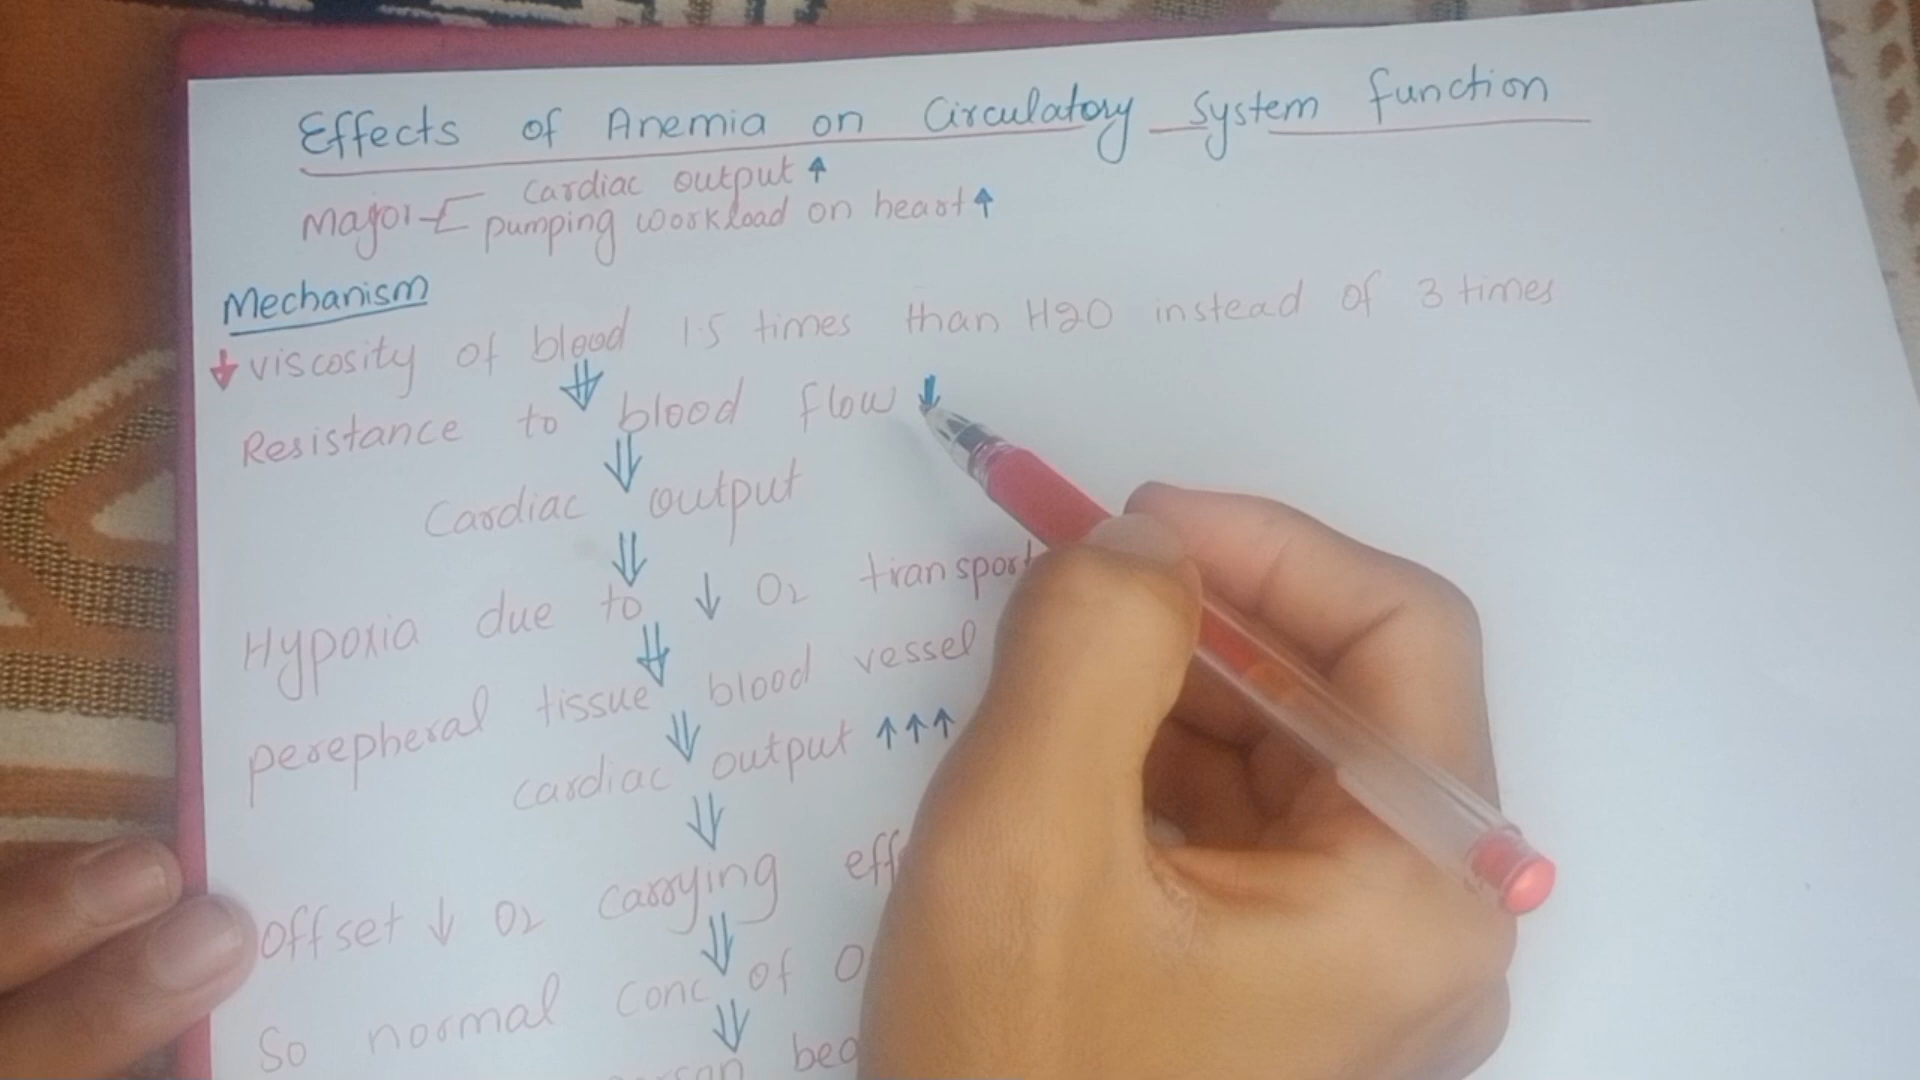 Effects of Anemia on Circulatory System function
Major - [ Cardiac output ↑
pumping workload on heart ↑
Mechanism
↓ viscosity of blood 1.5 times than H2O instead of 3 times
⇓
Resistance to blood flow ↓
⇓
Cardiac output
⇓
Hypoxia due to ↓ O2 transport
⇓
perepheral tissue blood vessel
⇓
cardiac output ↑↑↑
⇓
offset ↓ O2 carrying eff
⇓
So normal conc of O
⇓